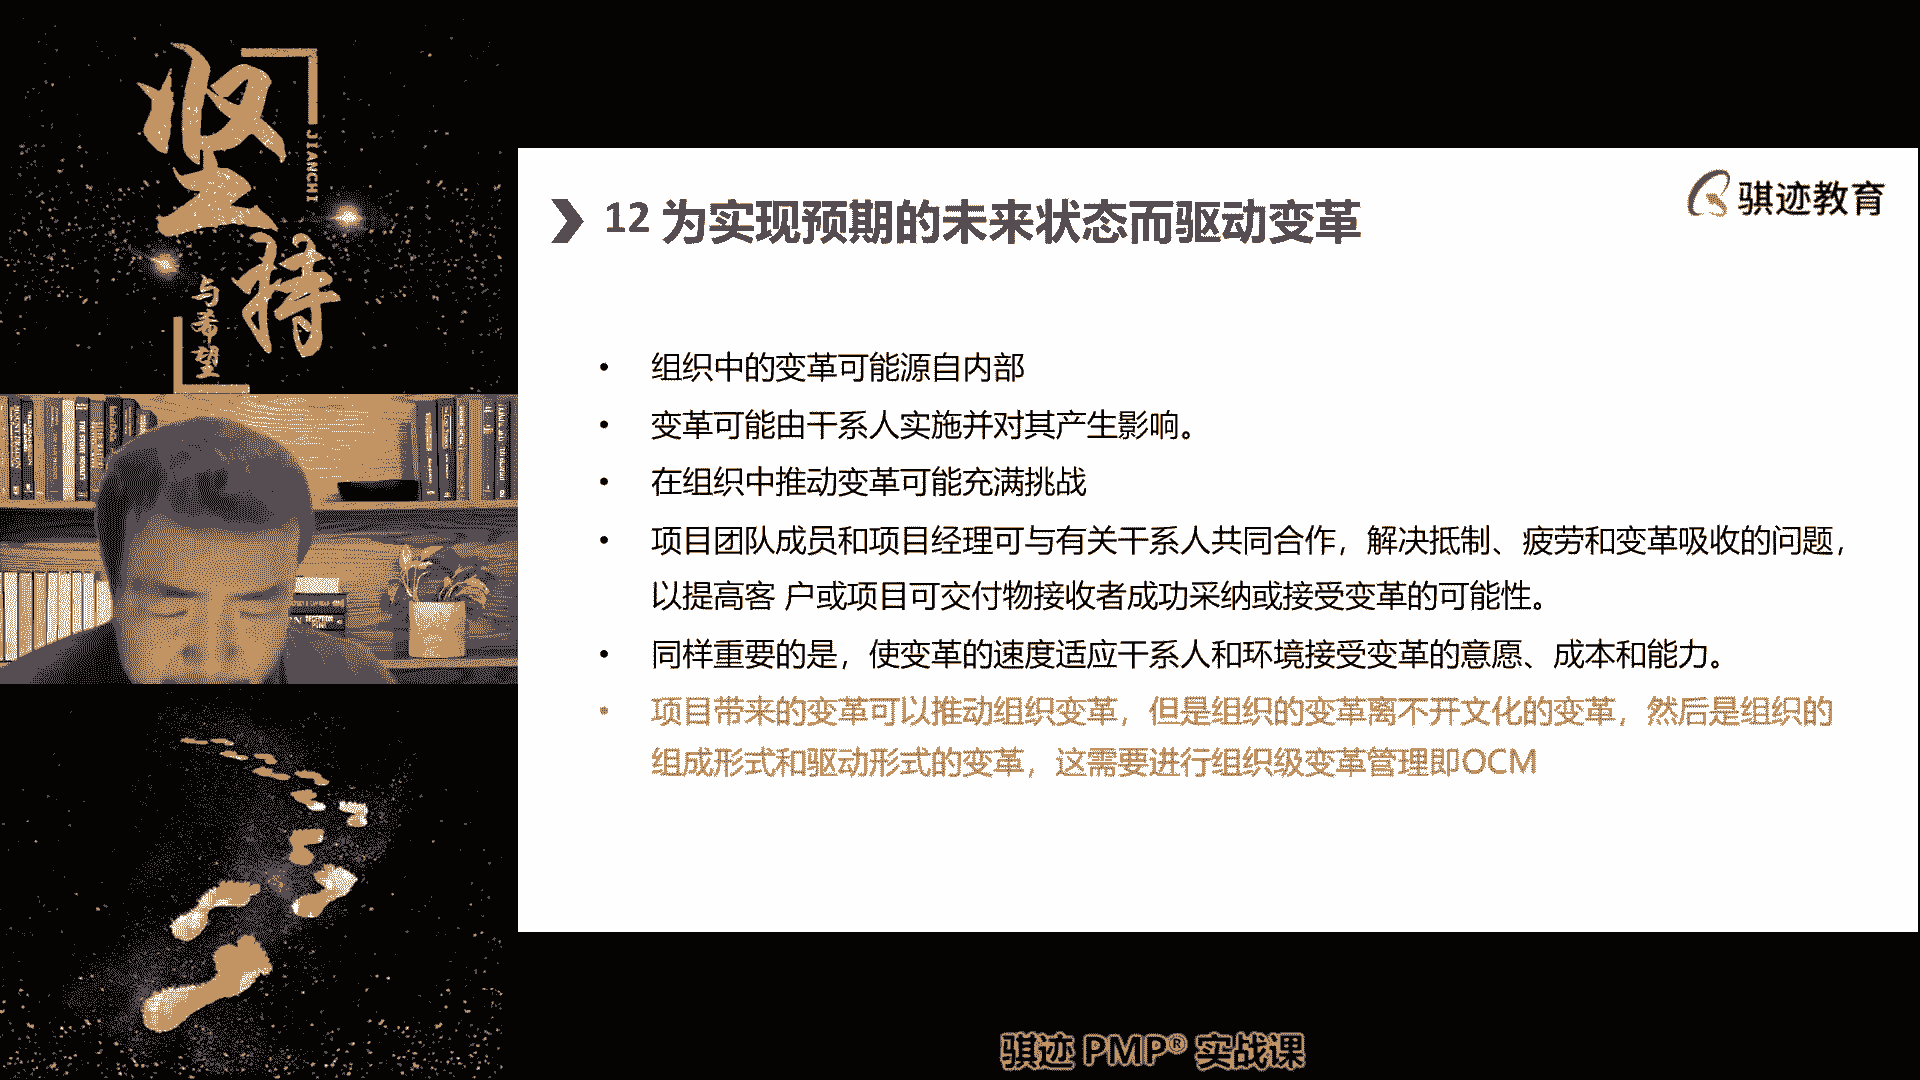 坚持
JIANCHI
与希望
骐迹教育
12 为实现预期的未来状态而驱动变革
• 组织中的变革可能源自内部
• 变革可能由干系人实施并对其产生影响。
• 在组织中推动变革可能充满挑战
• 项目团队成员和项目经理可与有关干系人共同合作，解决抵制、疲劳和变革吸收的问题，
以提高客 户或项目可交付物接收者成功采纳或接受变革的可能性。
• 同样重要的是，使变革的速度适应干系人和环境接受变革的意愿、成本和能力。
• 项目带来的变革可以推动组织变革，但是组织的变革离不开文化的变革，然后是组织的
组成形式和驱动形式的变革，这需要进行组织级变革管理即OCM
骐迹 PMP® 实战课